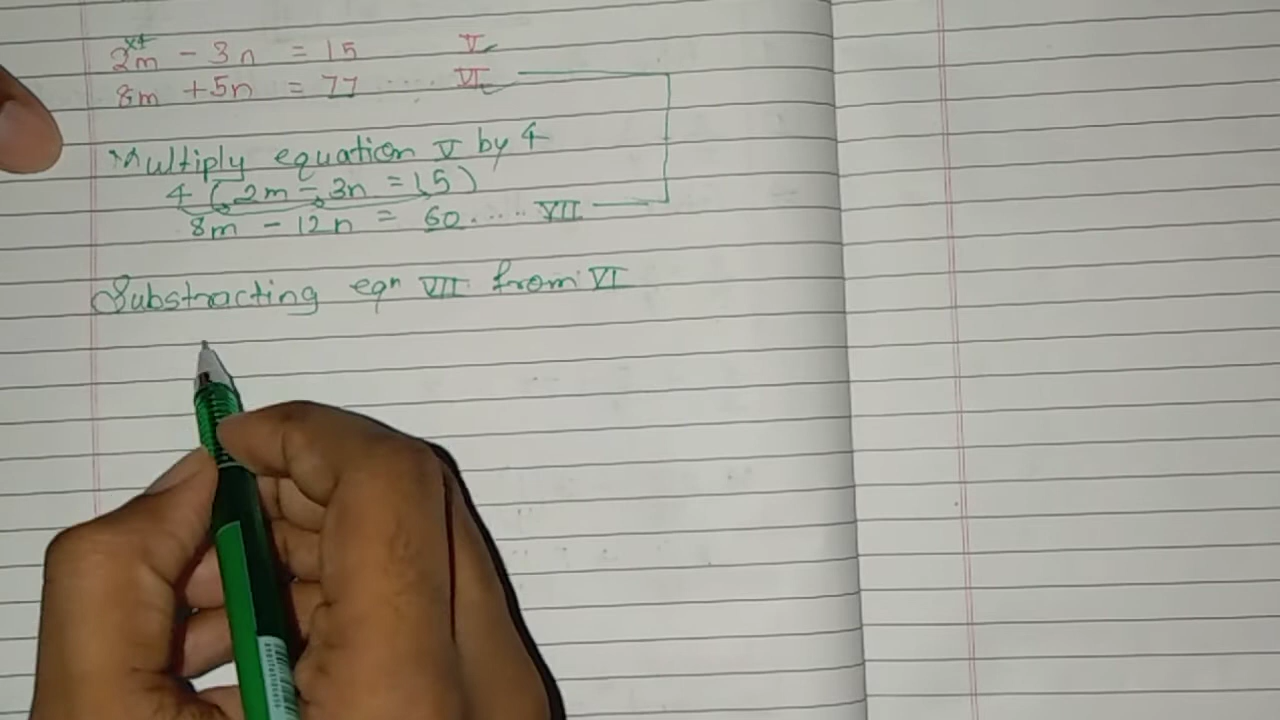 ×4
2m - 3n = 15 V
8m + 5n = 77 .... VI
Multiply equation V by 4
4 (2m - 3n = 15)
8m - 12n = 60 ..... VII
Substracting eqn VII from VI